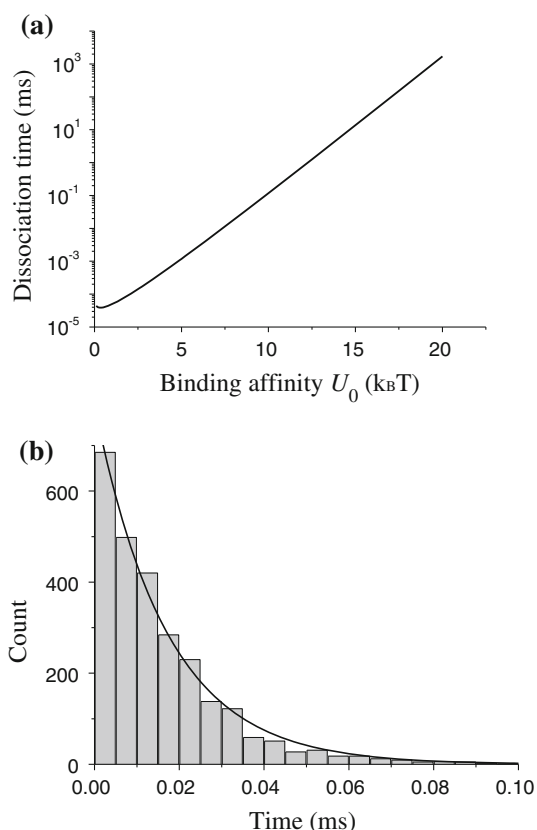 (a)
Dissociation time (ms)
10^3
10^1
10^-1
10^-3
10^-5
0 5 10 15 20
Binding affinity U_0 (kBT)
(b)
Count
600
400
200
0
0.00 0.02 0.04 0.06 0.08 0.10
Time (ms)